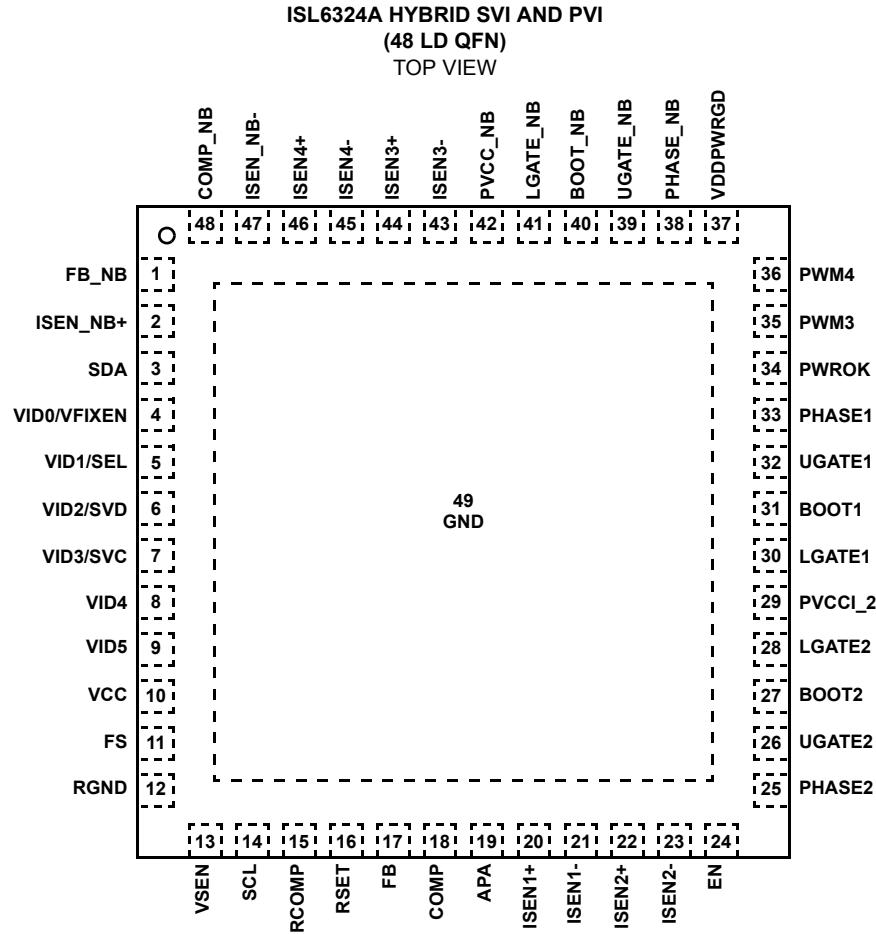 ISL6324A HYBRID SVI AND PVI
(48 LD QFN)
TOP VIEW
COMP_NB
ISEN_NB-
ISEN4+
ISEN4-
ISEN3+
ISEN3-
PVCC_NB
LGATE_NB
BOOT_NB
UGATE_NB
PHASE_NB
VDDPWRGD
48 47 46 45 44 43 42 41 40 39 38 37
FB_NB 1
ISEN_NB+ 2
SDA 3
VID0/VFIXEN 4
VID1/SEL 5
VID2/SVD 6
VID3/SVC 7
VID4 8
VID5 9
VCC 10
FS 11
RGND 12
49
GND
36 PWM4
35 PWM3
34 PWROK
33 PHASE1
32 UGATE1
31 BOOT1
30 LGATE1
29 PVCCI_2
28 LGATE2
27 BOOT2
26 UGATE2
25 PHASE2
13 14 15 16 17 18 19 20 21 22 23 24
VSEN
SCL
RCOMP
RSET
FB
COMP
APA
ISEN1+
ISEN1-
ISEN2+
ISEN2-
EN